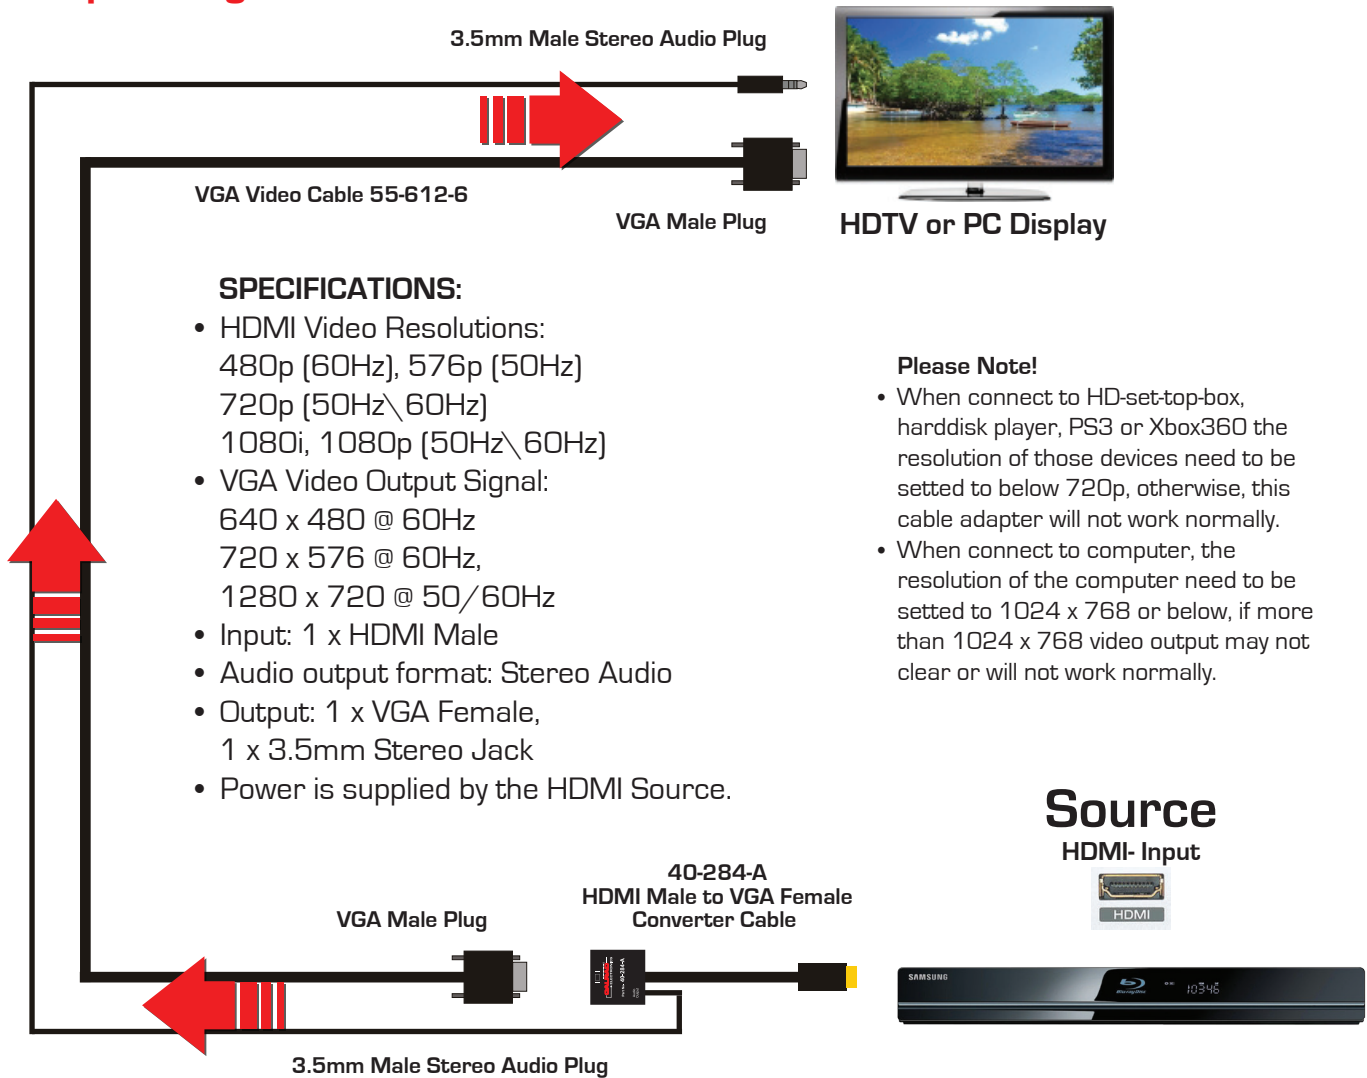 3.5mm Male Stereo Audio Plug
VGA Video Cable 55-612-6
VGA Male Plug
HDTV or PC Display
SPECIFICATIONS:
• HDMI Video Resolutions:
480p (60Hz), 576p (50Hz)
720p (50Hz\60Hz)
1080i, 1080p (50Hz\60Hz)
• VGA Video Output Signal:
640 x 480 @ 60Hz
720 x 576 @ 60Hz,
1280 x 720 @ 50/60Hz
• Input: 1 x HDMI Male
• Audio output format: Stereo Audio
• Output: 1 x VGA Female,
1 x 3.5mm Stereo Jack
• Power is supplied by the HDMI Source.
Please Note!
• When connect to HD-set-top-box,
harddisk player, PS3 or Xbox360 the
resolution of those devices need to be
setted to below 720p, otherwise, this
cable adapter will not work normally.
• When connect to computer, the
resolution of the computer need to be
setted to 1024 x 768 or below, if more
than 1024 x 768 video output may not
clear or will not work normally.
Source
HDMI- Input
HDMI
40-284-A
HDMI Male to VGA Female
Converter Cable
VGA Male Plug
40-284-A
SAMSUNG
Blu-ray Disc
10:346
3.5mm Male Stereo Audio Plug